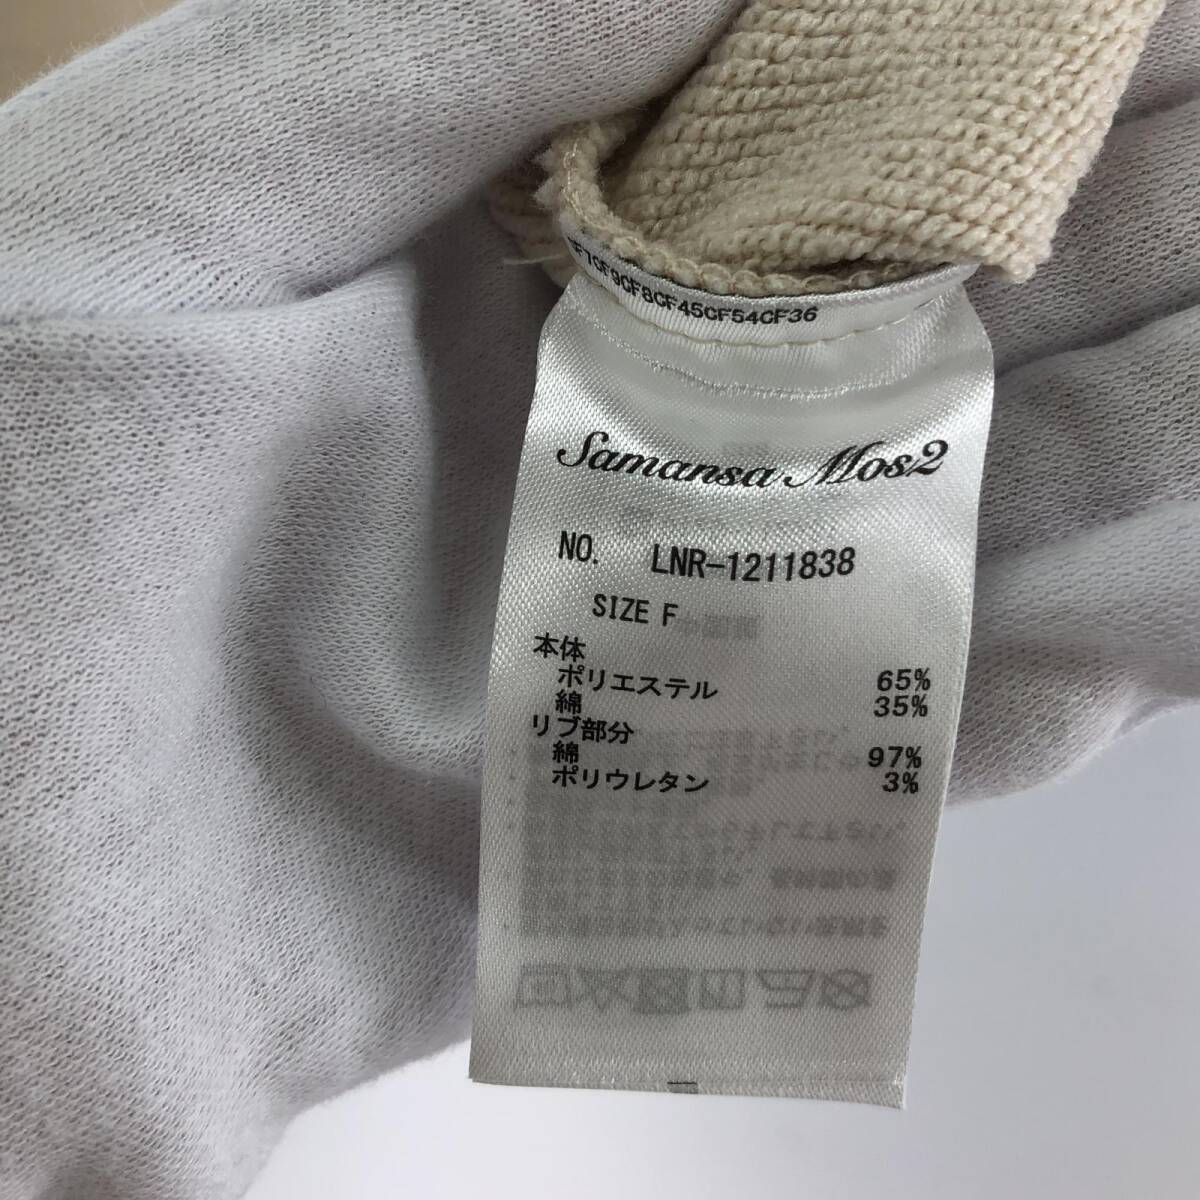 7CF9CF8CF45CF54CF36
Samansa Mos2
NO. LNR-1211838
SIZE F
本体
ポリエステル 65%
綿 35%
リブ部分
綿 97%
ポリウレタン 3%